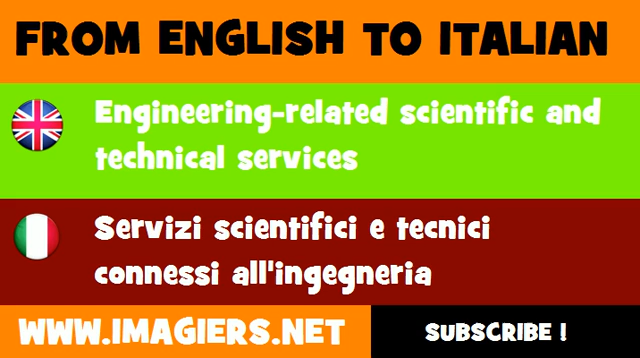 FROM ENGLISH TO ITALIAN
Engineering-related scientific and
technical services
Servizi scientifici e tecnici
connessi all'ingegneria
WWW.IMAGIERS.NET
SUBSCRIBE !